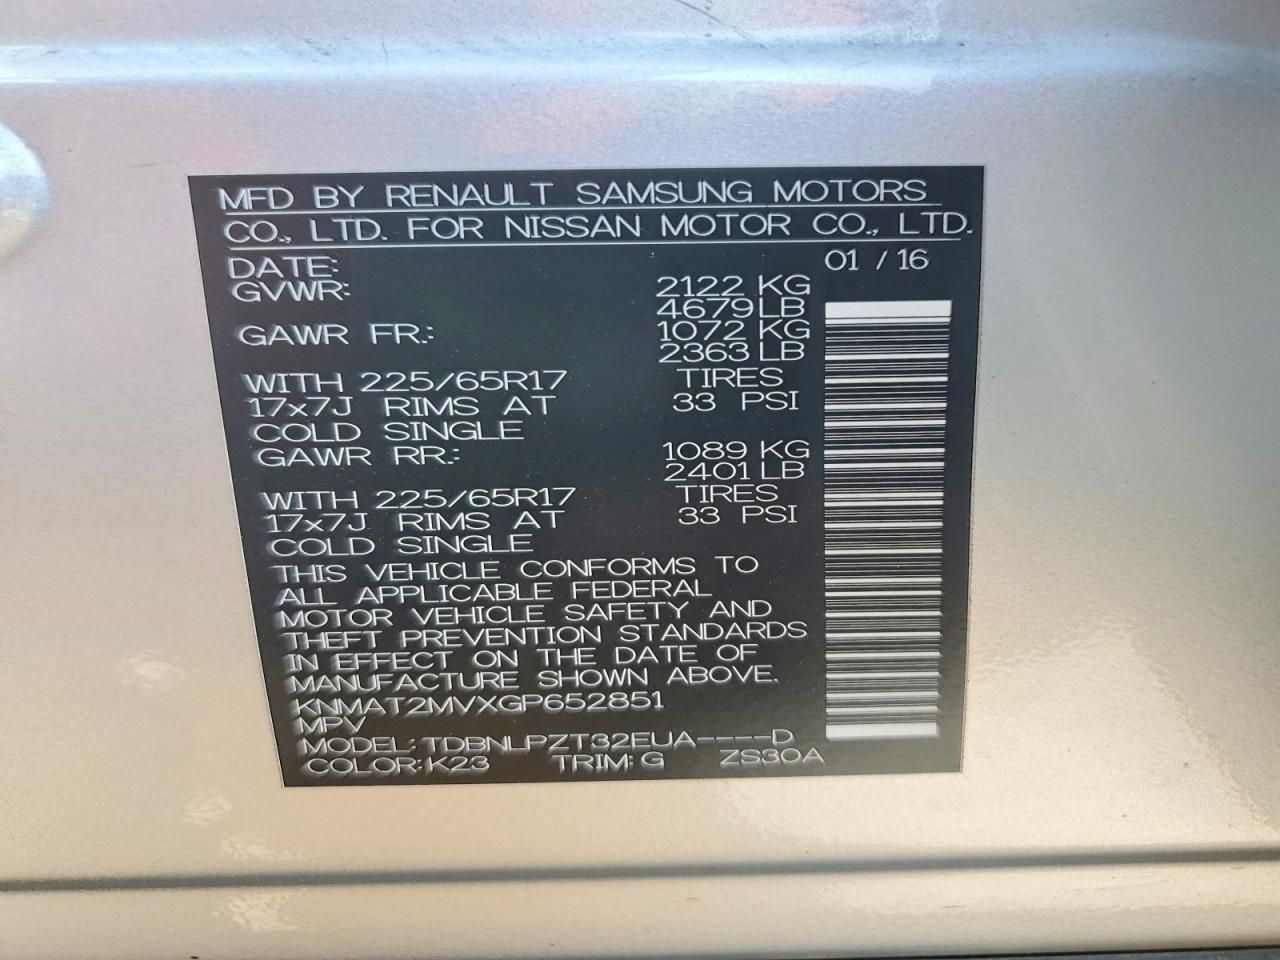 MFD BY RENAULT SAMSUNG MOTORS
CO., LTD. FOR NISSAN MOTOR CO., LTD.
DATE: 01 / 16
GVWR: 2122 KG
4679 LB
GAWR FR.: 1072 KG
2363 LB
WITH 225/65R17 TIRES
17x7J RIMS AT 33 PSI
COLD SINGLE
GAWR RR.: 1089 KG
2401 LB
WITH 225/65R17 TIRES
17x7J RIMS AT 33 PSI
COLD SINGLE
THIS VEHICLE CONFORMS TO
ALL APPLICABLE FEDERAL
MOTOR VEHICLE SAFETY AND
THEFT PREVENTION STANDARDS
IN EFFECT ON THE DATE OF
MANUFACTURE SHOWN ABOVE.
KNMAT2MVXGP652851
MPV
MODEL: TDBNLPZT32EUA----D
COLOR: K23 TRIM: G ZS30A